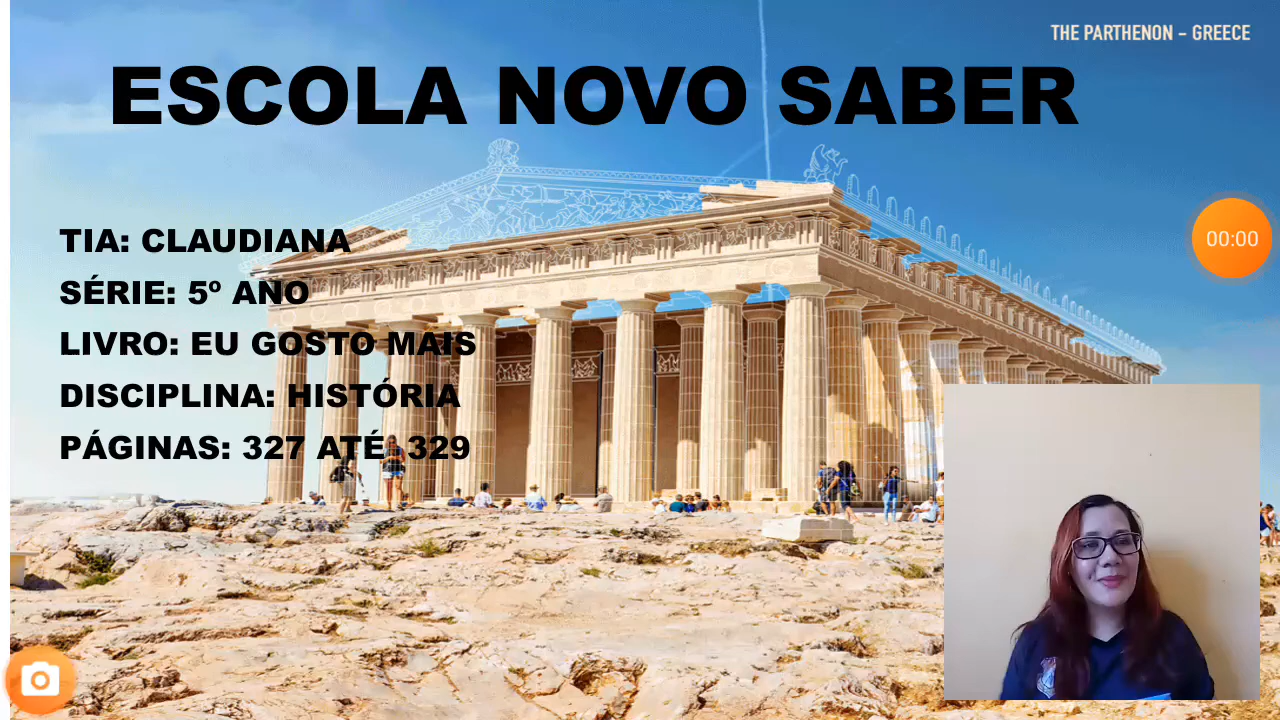 THE PARTHENON – GREECE
ESCOLA NOVO SABER
TIA: CLAUDIANA
SÉRIE: 5º ANO
LIVRO: EU GOSTO MAIS
DISCIPLINA: HISTÓRIA
PÁGINAS: 327 ATÉ 329
00:00